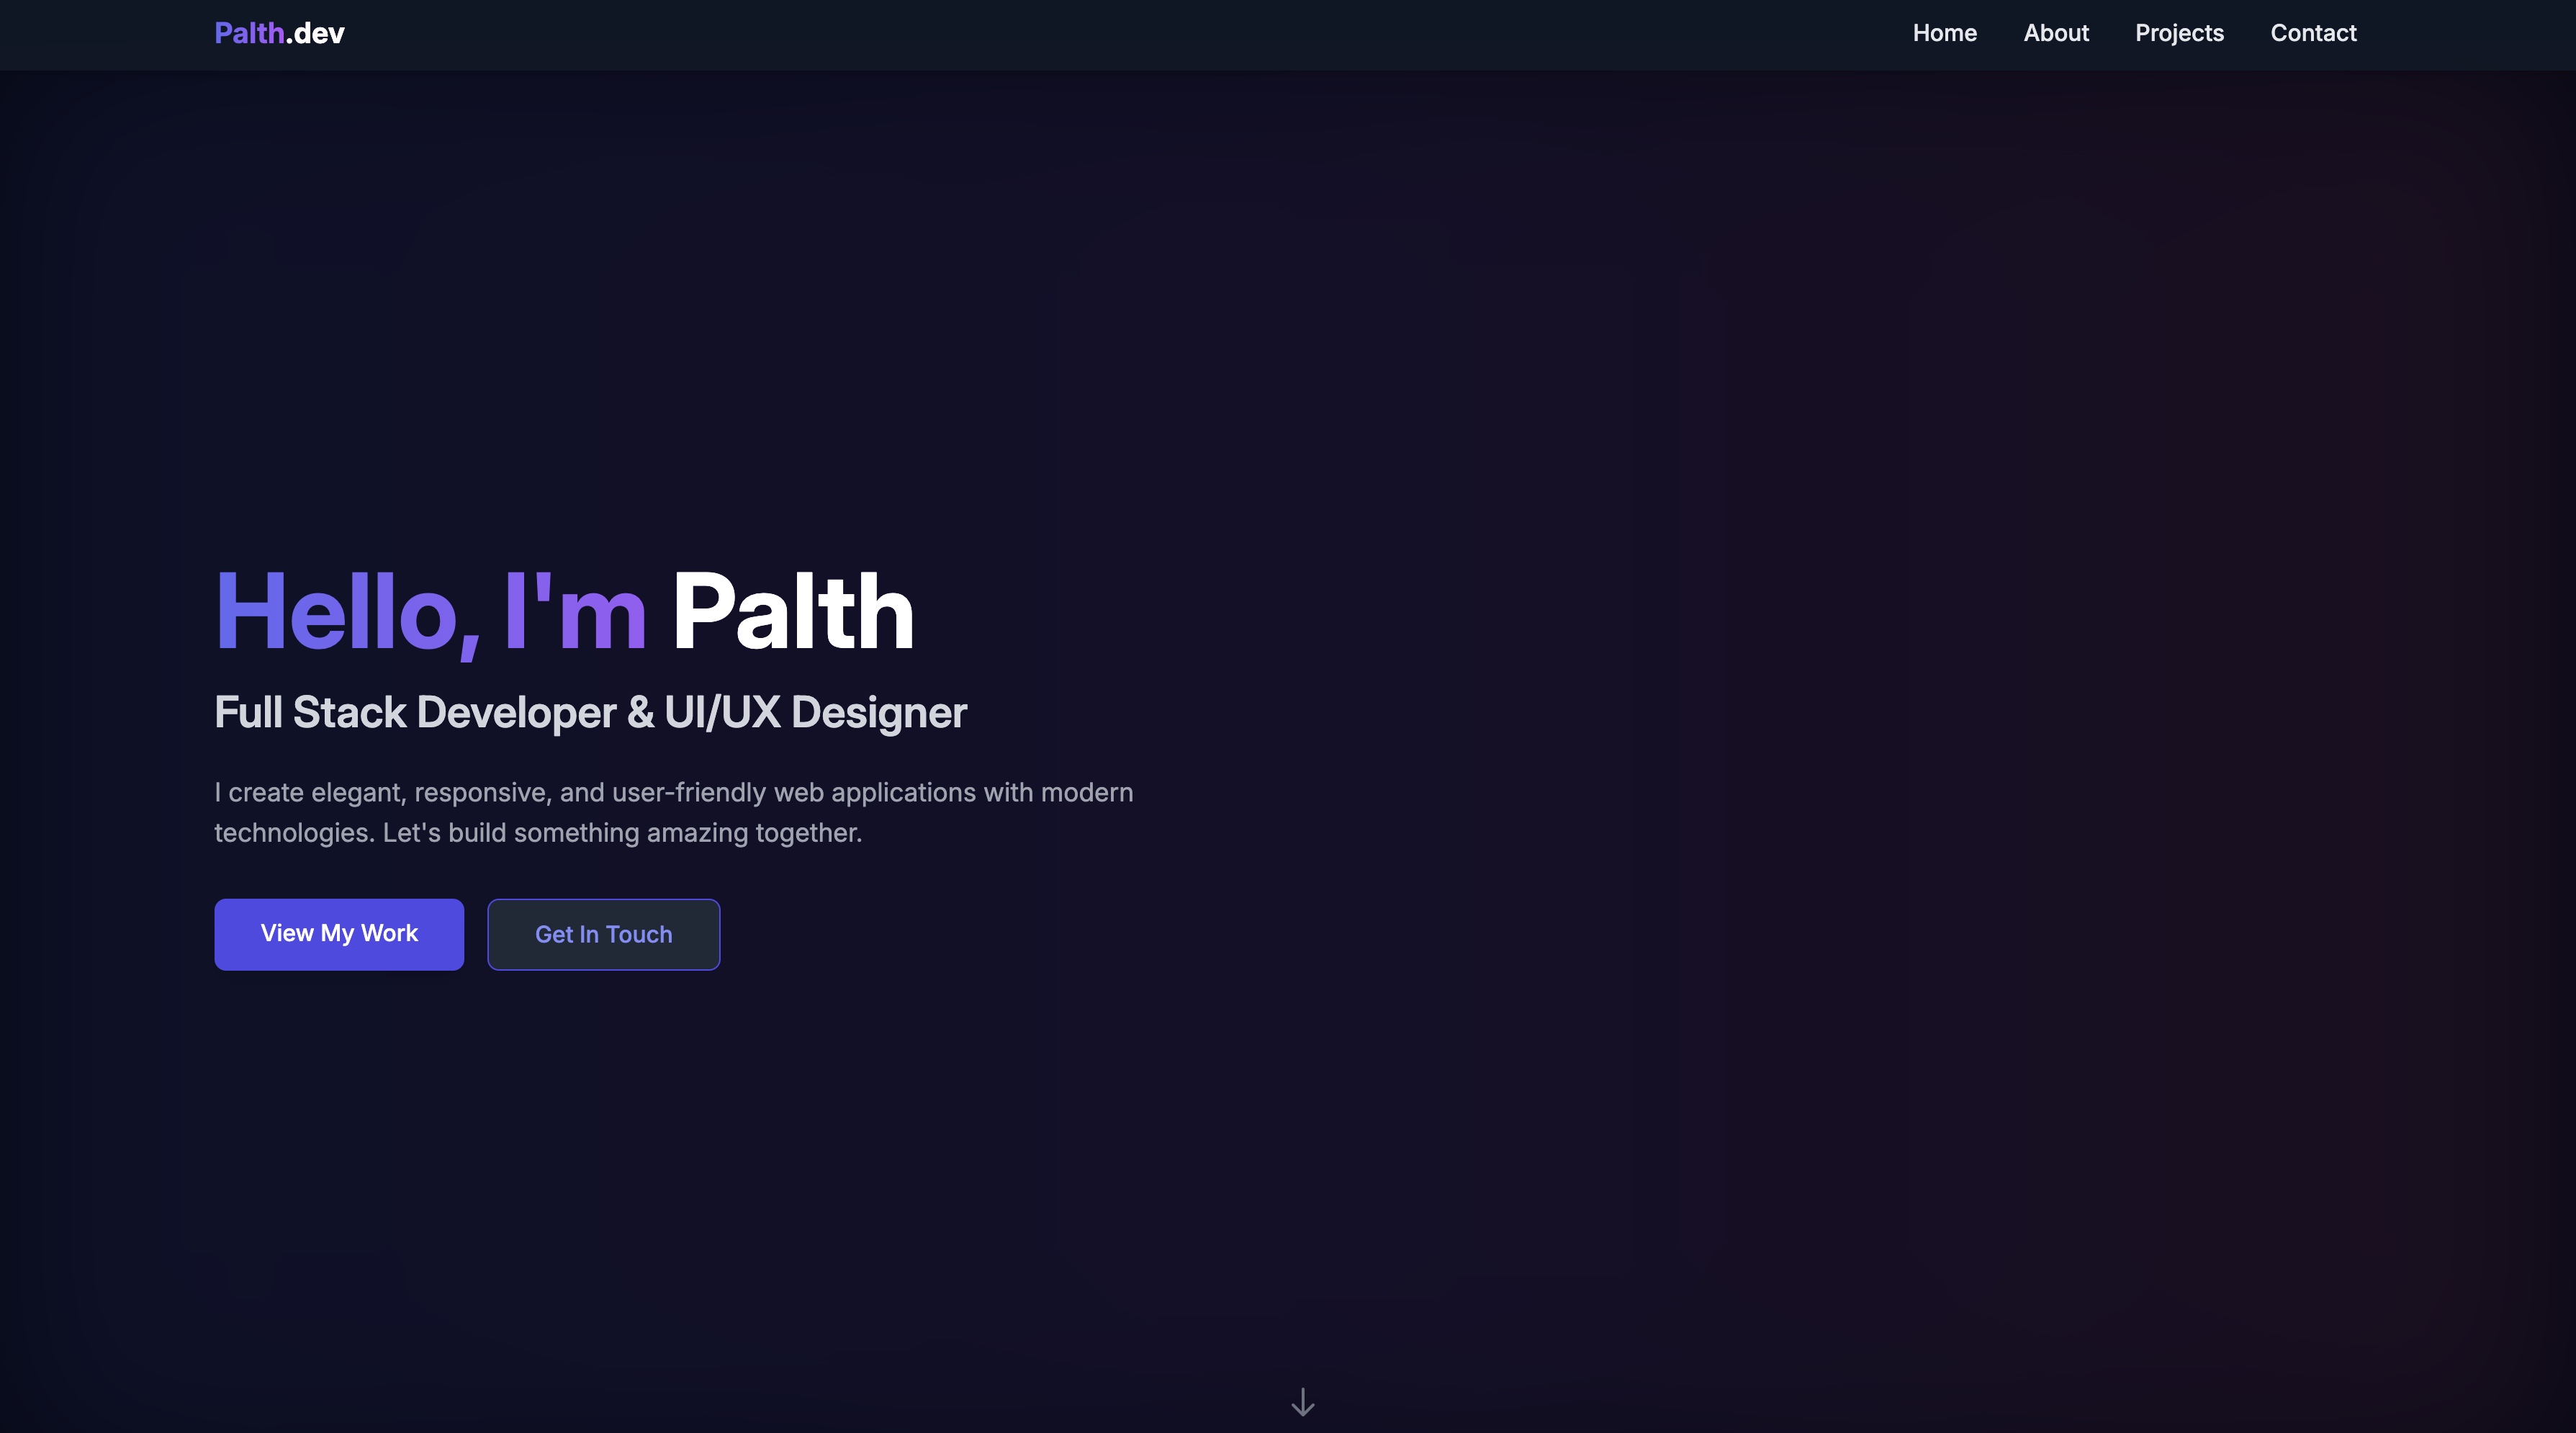 Palth.dev
Home About Projects Contact
Hello, I'm Palth
Full Stack Developer & UI/UX Designer
I create elegant, responsive, and user-friendly web applications with modern
technologies. Let's build something amazing together.
View My Work
Get In Touch